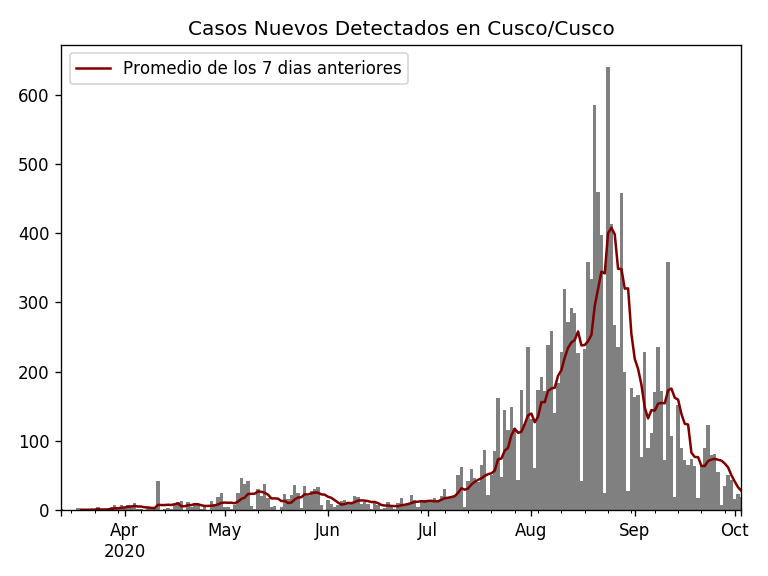 Casos Nuevos Detectados en Cusco/Cusco
Promedio de los 7 dias anteriores
600
500
400
300
200
100
0
Apr
2020
May
Jun
Jul
Aug
Sep
Oct